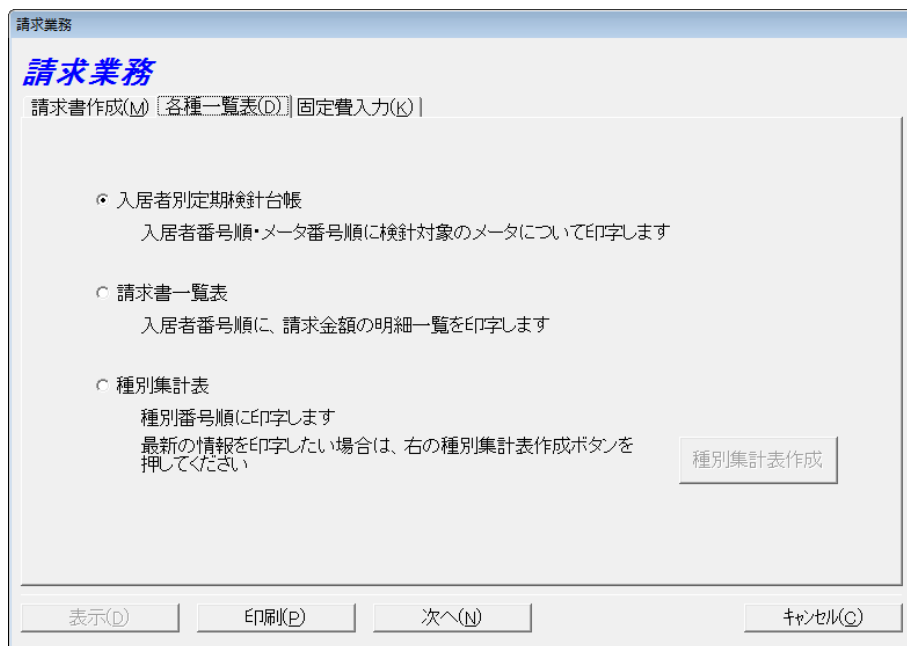 請求業務
請求業務
請求書作成(M) 各種一覧表(D) 固定費入力(K)
入居者別定期検針台帳
入居者番号順・メータ番号順に検針対象のメータについて印字します
請求書一覧表
入居者番号順に、請求金額の明細一覧を印字します
種別集計表
種別番号順に印字します
最新の情報を印字したい場合は、右の種別集計表作成ボタンを
押してください
種別集計表作成
表示(D) 印刷(P) 次へ(N) キャンセル(C)